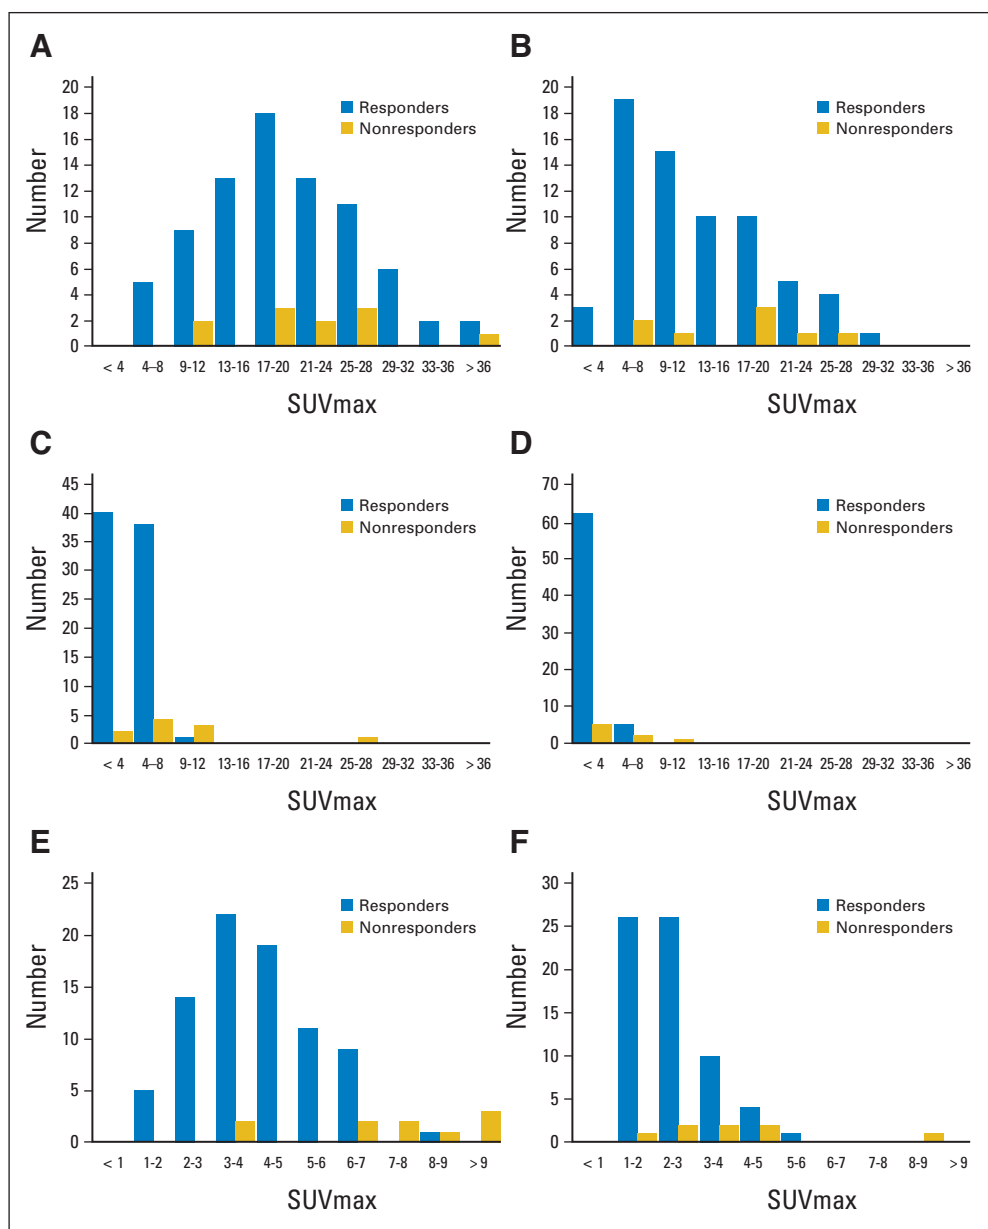 A
20
18
16
14
12
10
8
6
4
2
0
Number
Responders
Nonresponders
< 4 4–8 9-12 13-16 17-20 21-24 25-28 29-32 33-36 > 36
SUVmax
B
20
18
16
14
12
10
8
6
4
2
0
Number
Responders
Nonresponders
< 4 4–8 9-12 13-16 17-20 21-24 25-28 29-32 33-36 > 36
SUVmax
C
45
40
35
30
25
20
15
10
5
0
Number
Responders
Nonresponders
< 4 4–8 9-12 13-16 17-20 21-24 25-28 29-32 33-36 > 36
SUVmax
D
70
60
50
40
30
20
10
0
Number
Responders
Nonresponders
< 4 4–8 9-12 13-16 17-20 21-24 25-28 29-32 33-36 > 36
SUVmax
E
25
20
15
10
5
0
Number
Responders
Nonresponders
< 1 1-2 2-3 3-4 4-5 5-6 6-7 7-8 8-9 > 9
SUVmax
F
30
25
20
15
10
5
0
Number
Responders
Nonresponders
< 1 1-2 2-3 3-4 4-5 5-6 6-7 7-8 8-9 > 9
SUVmax